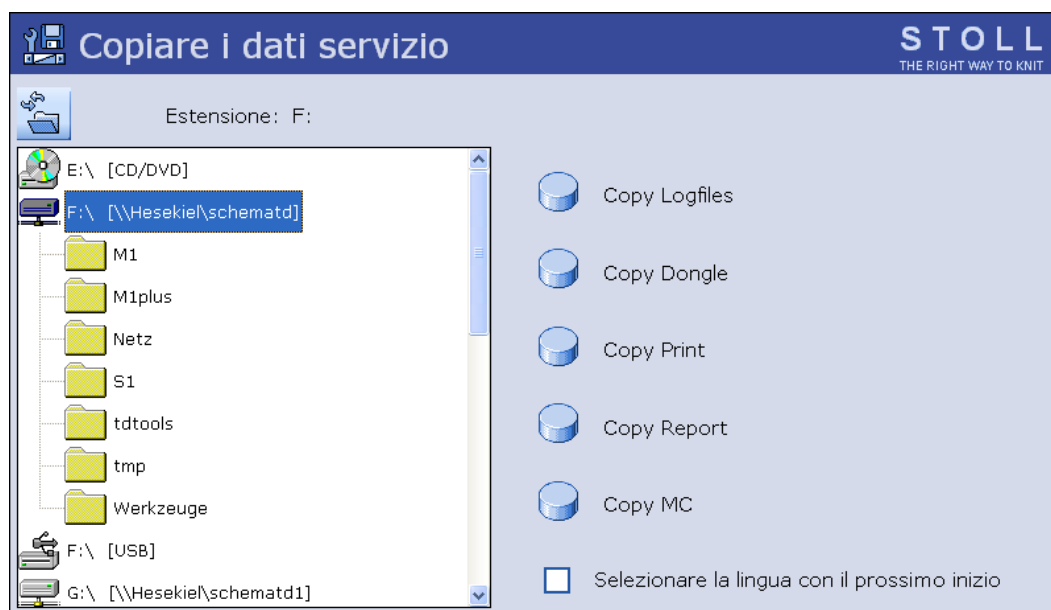 Copiare i dati servizio
STOLL
THE RIGHT WAY TO KNIT
Estensione: F:
E:\ [CD/DVD]
F:\ [\\Hesekiel\schematd]
M1
M1plus
Netz
S1
tdtools
tmp
Werkzeuge
F:\ [USB]
G:\ [\\Hesekiel\schematd1]
Copy Logfiles
Copy Dongle
Copy Print
Copy Report
Copy MC
Selezionare la lingua con il prossimo inizio